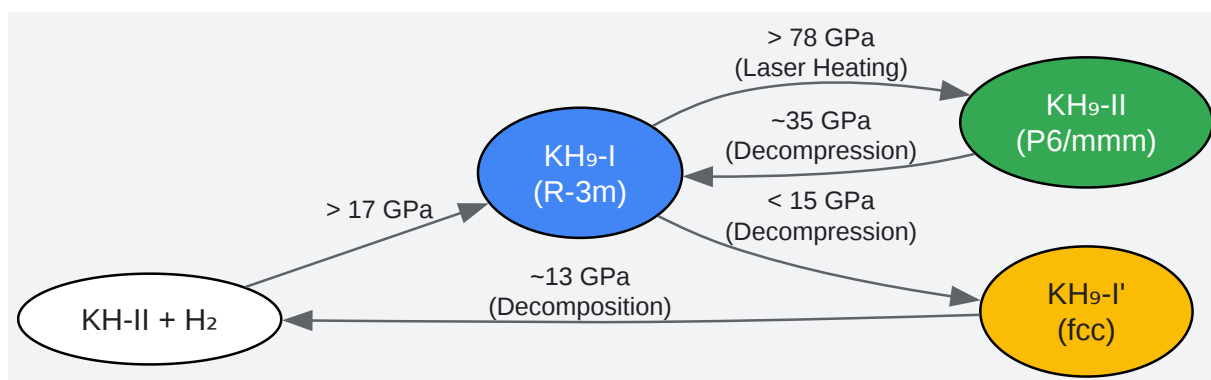 > 78 GPa
(Laser Heating)
KH₉-II
(P6/mmm)
~35 GPa
(Decompression)
KH₉-I
(R-3m)
< 15 GPa
(Decompression)
> 17 GPa
~13 GPa
(Decomposition)
KH₉-I'
(fcc)
KH-II + H₂